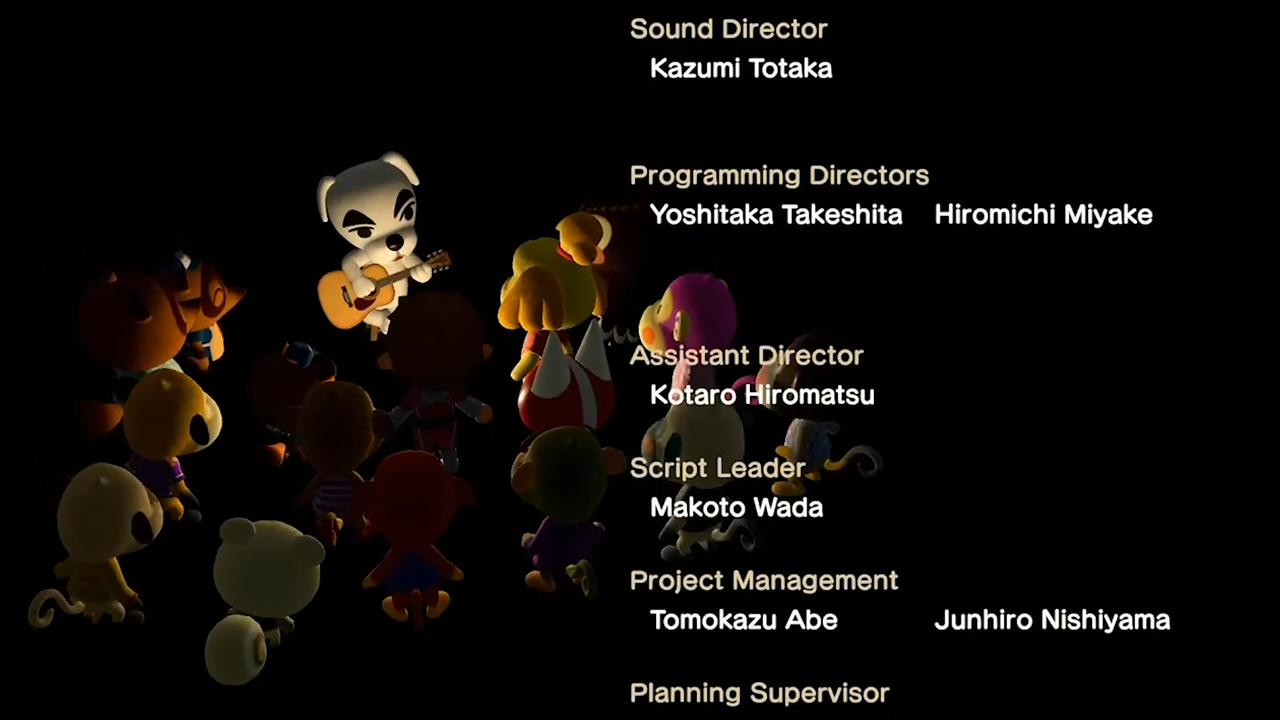 Sound Director
Kazumi Totaka
Programming Directors
Yoshitaka Takeshita Hiromichi Miyake
Assistant Director
Kotaro Hiromatsu
Script Leader
Makoto Wada
Project Management
Tomokazu Abe Junhiro Nishiyama
Planning Supervisor